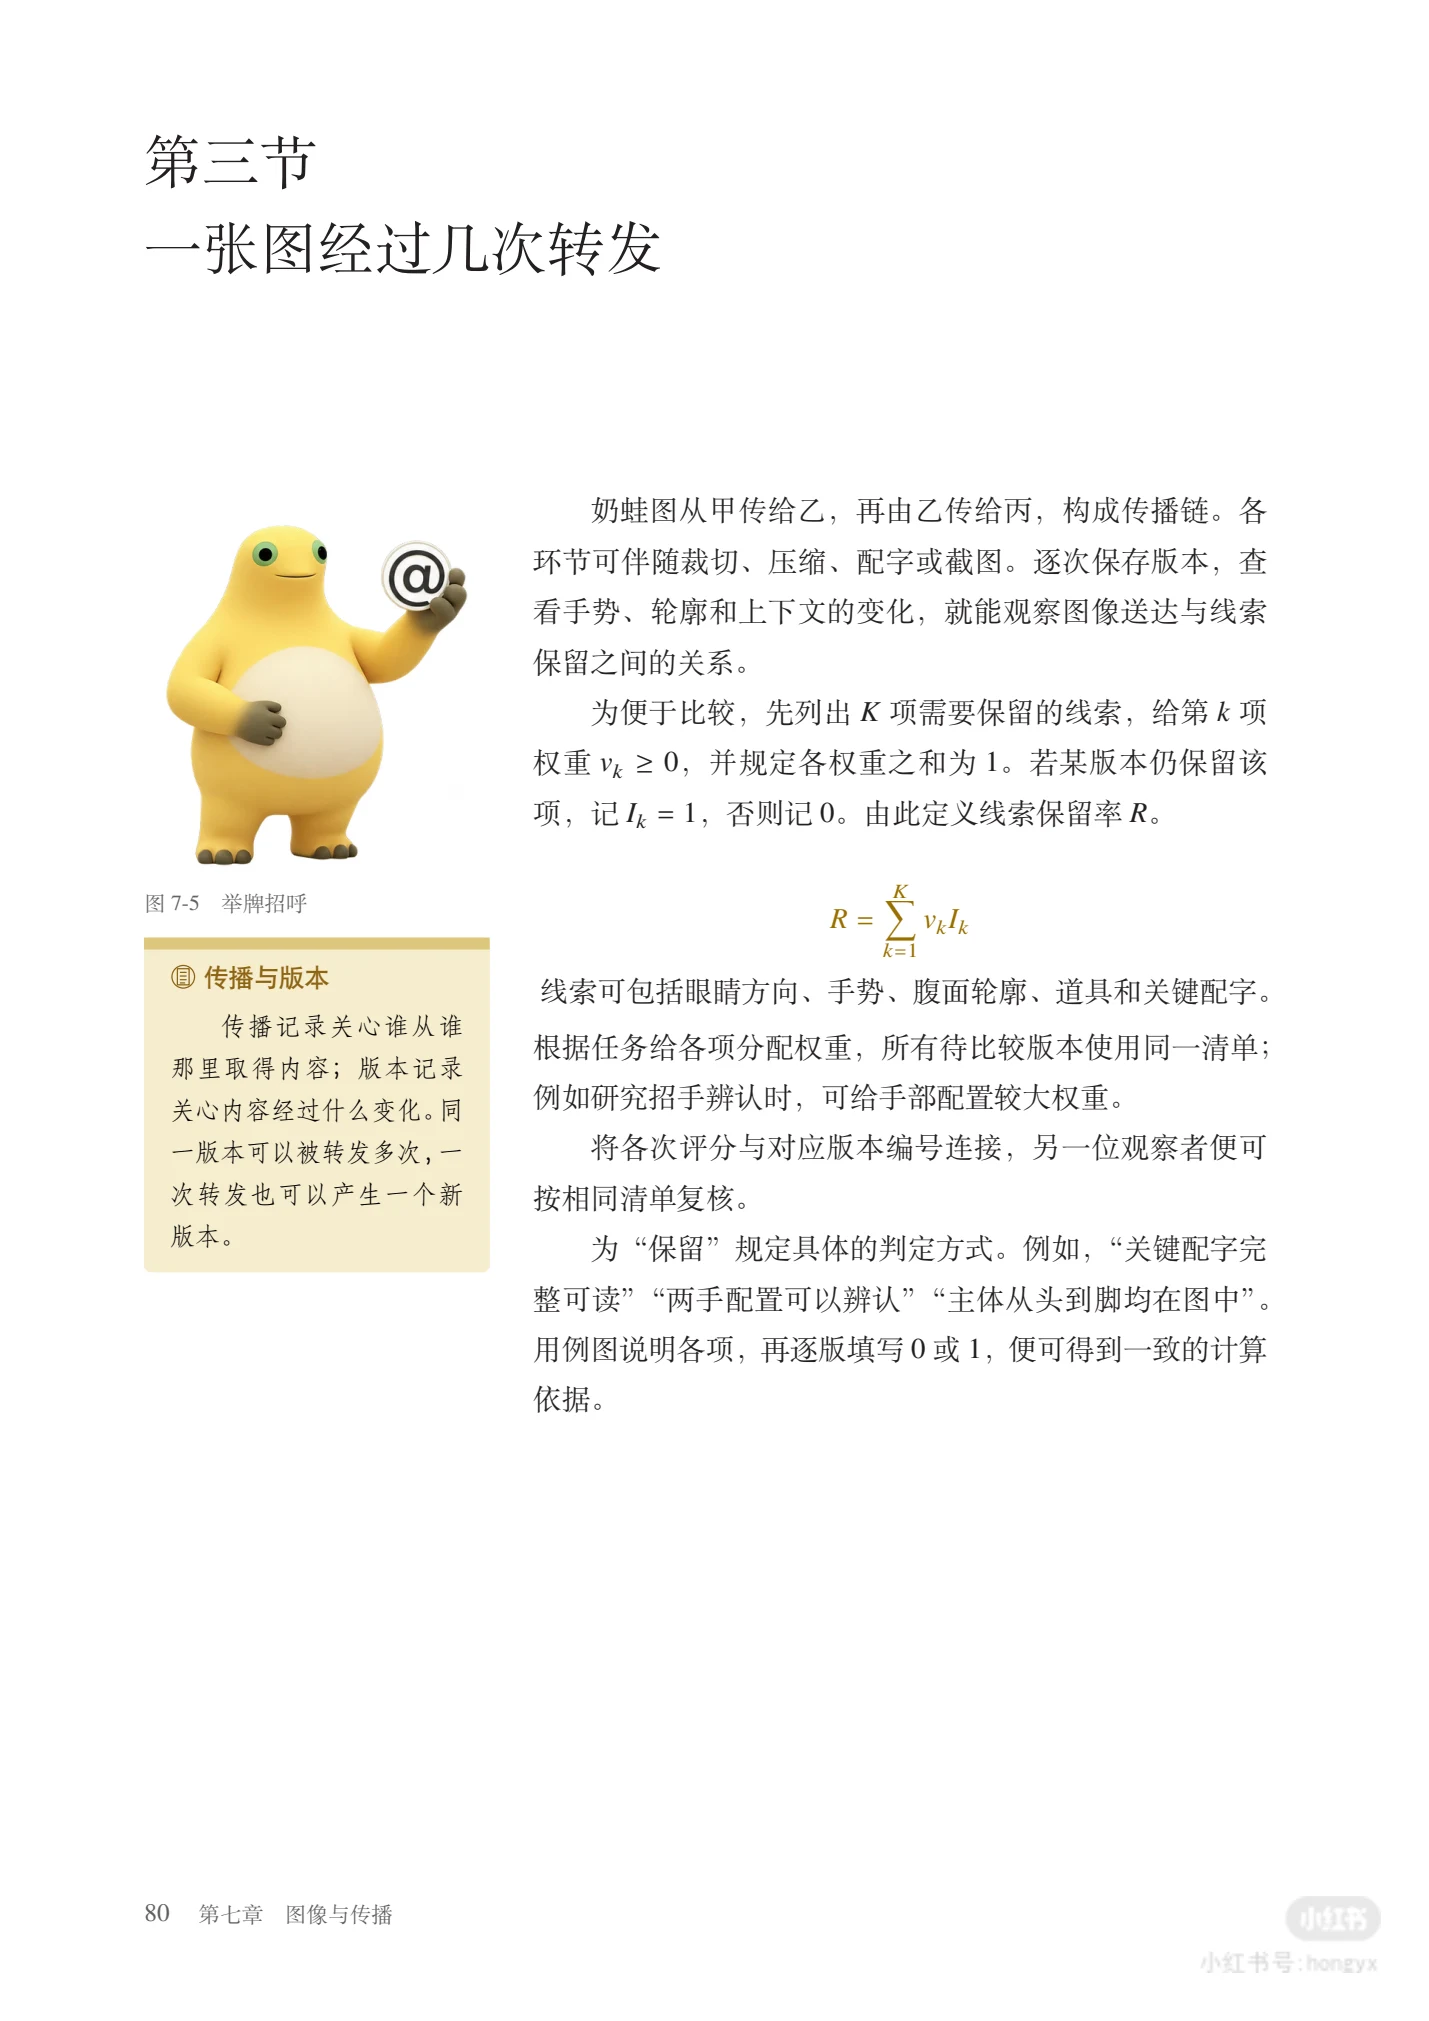 第三节
一张图经过几次转发
@
图 7-5 举牌招呼
传播与版本
传播记录关心谁从谁
那里取得内容；版本记录
关心内容经过什么变化。同
一版本可以被转发多次，一
次转发也可以产生一个新
版本。
奶蛙图从甲传给乙，再由乙传给丙，构成传播链。各
环节可伴随裁切、压缩、配字或截图。逐次保存版本，查
看手势、轮廓和上下文的变化，就能观察图像送达与线索
保留之间的关系。
为便于比较，先列出 K 项需要保留的线索，给第 k 项
权重 vₖ ≥ 0，并规定各权重之和为 1。若某版本仍保留该
项，记 Iₖ = 1，否则记 0。由此定义线索保留率 R。
R = ∑_{k=1}^{K} vₖIₖ
线索可包括眼睛方向、手势、腹面轮廓、道具和关键配字。
根据任务给各项分配权重，所有待比较版本使用同一清单；
例如研究招手辨认时，可给手部配置较大权重。
将各次评分与对应版本编号连接，另一位观察者便可
按相同清单复核。
为“保留”规定具体的判定方式。例如，“关键配字完
整可读”“两手配置可以辨认”“主体从头到脚均在图中”。
用例图说明各项，再逐版填写 0 或 1，便可得到一致的计算
依据。
80 第七章 图像与传播
小红书
小红书号:hongyx